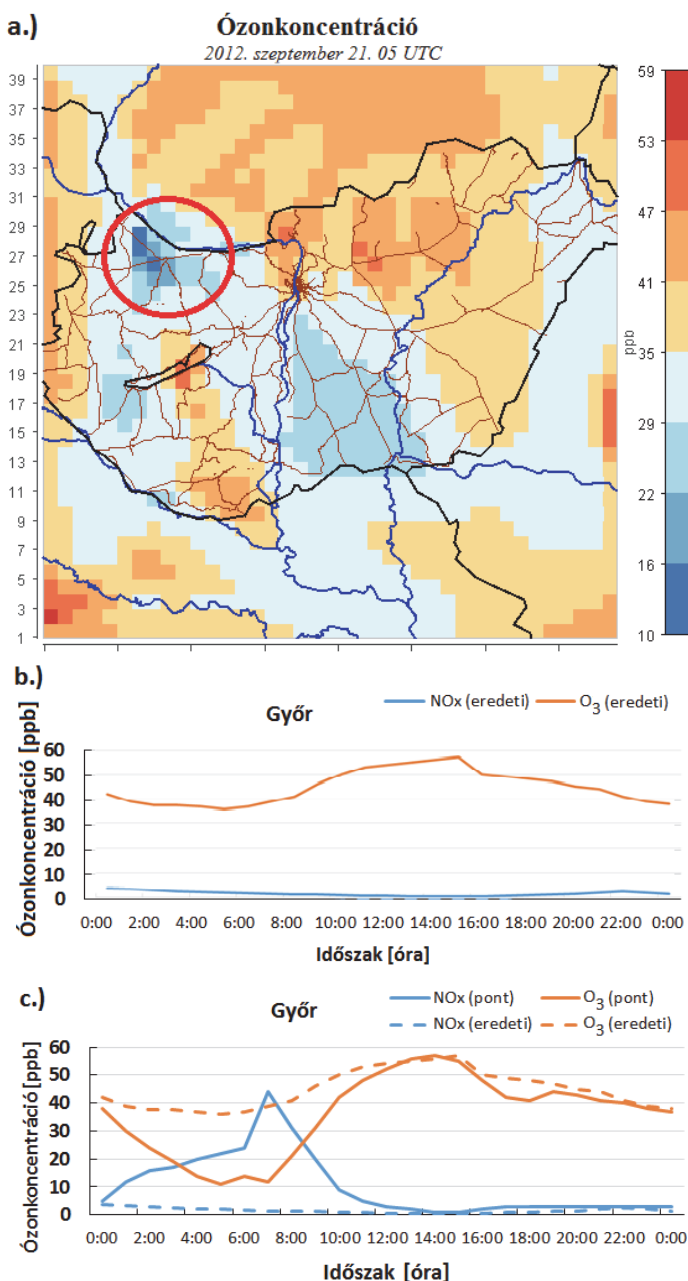 a.)
Ózonkoncentráció
2012. szeptember 21. 05 UTC
39
37
35
33
31
29
27
25
23
21
19
17
15
13
11
9
7
5
3
1
59
53
47
41
35
29
22
16
10
ppb
b.)
Győr
NOx (eredeti)
O3 (eredeti)
Ózonkoncentráció [ppb]
60
50
40
30
20
10
0
0:00 2:00 4:00 6:00 8:00 10:00 12:00 14:00 16:00 18:00 20:00 22:00 0:00
Időszak [óra]
c.)
Győr
NOx (pont)
O3 (pont)
NOx (eredeti)
O3 (eredeti)
Ózonkoncentráció [ppb]
60
50
40
30
20
10
0
0:00 2:00 4:00 6:00 8:00 10:00 12:00 14:00 16:00 18:00 20:00 22:00 0:00
Időszak [óra]